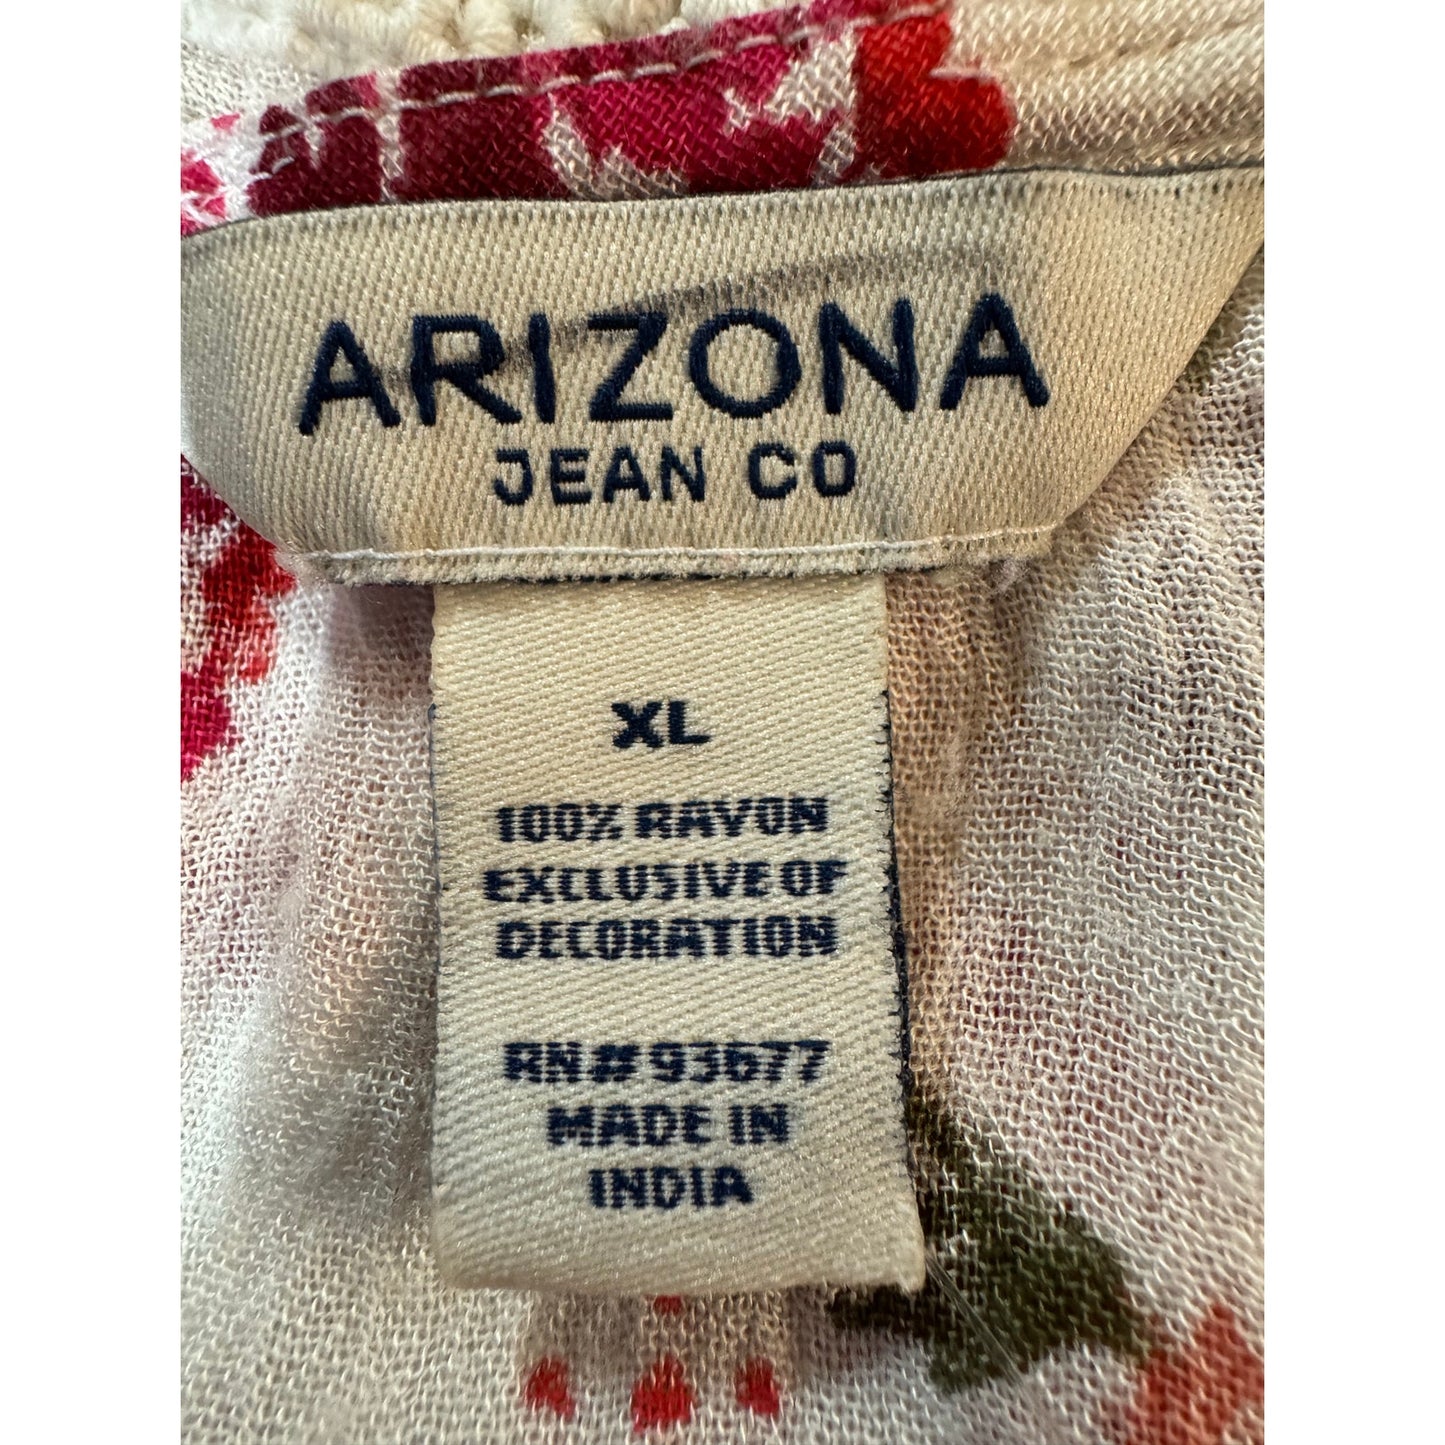 ARIZONA
JEAN CO
XL
100% RAYON
EXCLUSIVE OF
DECORATION
RN# 93677
MADE IN
INDIA